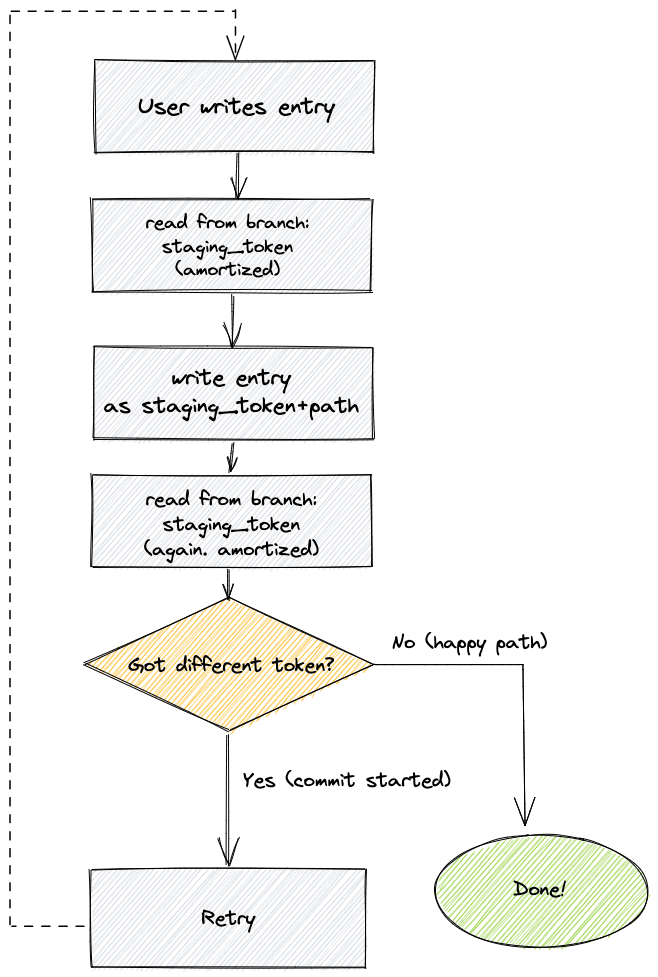 User writes entry
read from branch:
staging_token
(amortized)
write entry
as staging_token+path
read from branch:
staging_token
(again. amortized)
Got different token?
No (happy path)
Yes (commit started)
Done!
Retry